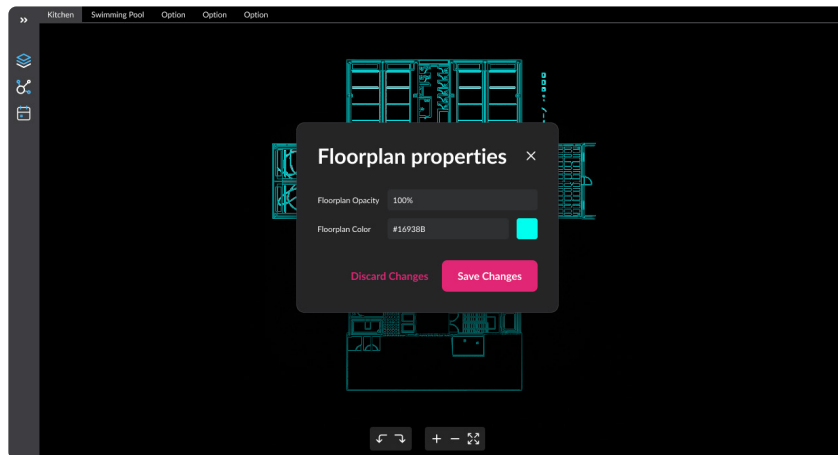 Kitchen Swimming Pool Option Option Option
Floorplan properties
Floorplan Opacity 100%
Floorplan Color #16938B
Discard Changes Save Changes